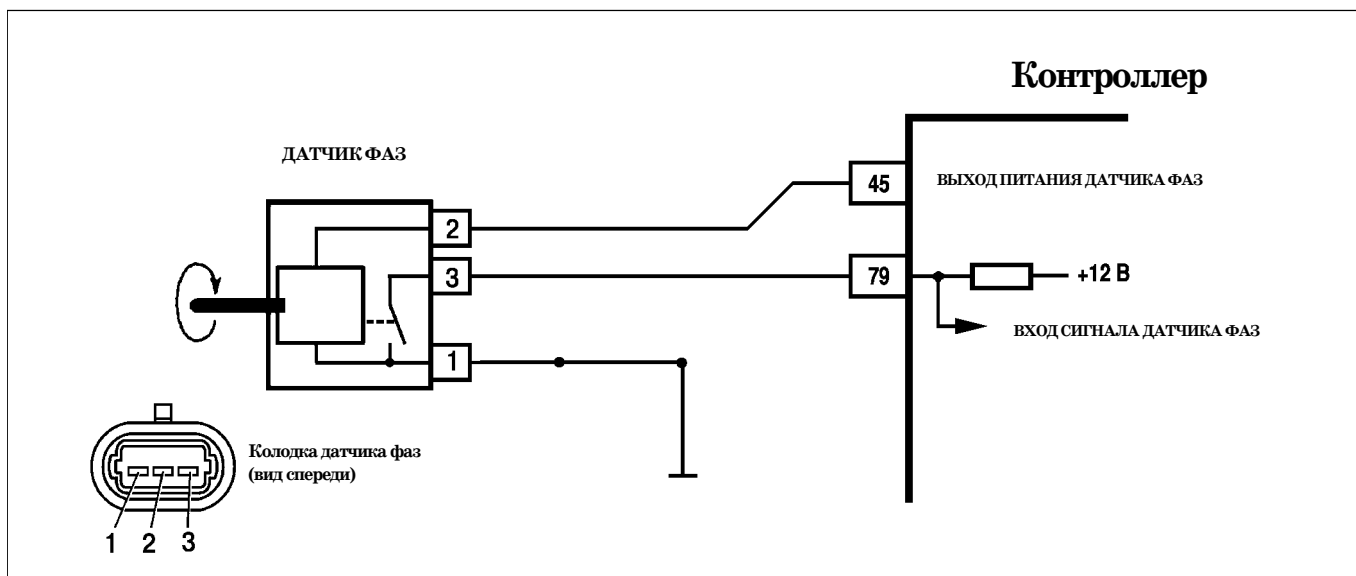 Контроллер
ДАТЧИК ФАЗ
45
ВЫХОД ПИТАНИЯ ДАТЧИКА ФАЗ
2
3
79
+12 В
ВХОД СИГНАЛА ДАТЧИКА ФАЗ
1
Колодка датчика фаз
(вид спереди)
1 2 3